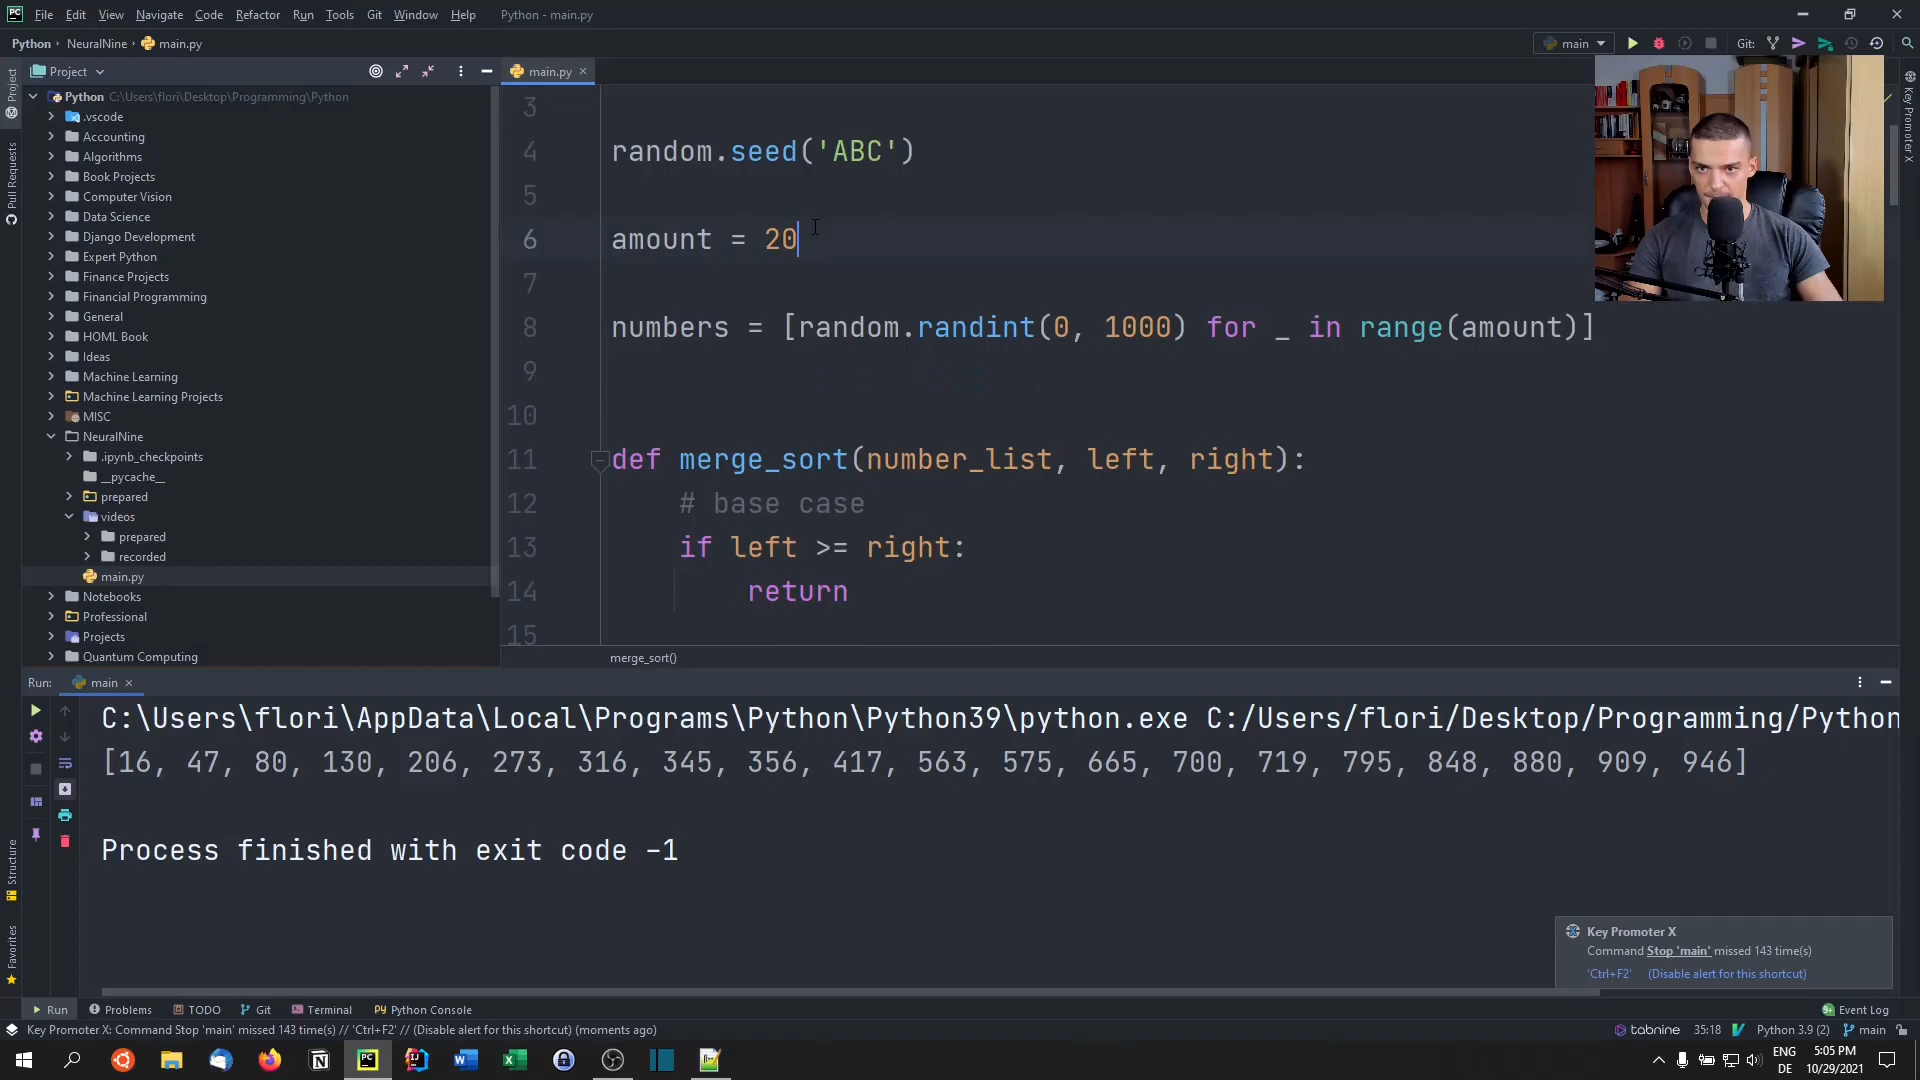 File Edit View Navigate Code Refactor Run Tools Git Window Help Python - main.py
Python › NeuralNine › main.py
main
Git:
Project
main.py
Project
Pull Requests
Structure
Favorites
Key Promoter X
Python C:\Users\flori\Desktop\Programming\Python
.vscode
Accounting
Algorithms
Book Projects
Computer Vision
Data Science
Django Development
Expert Python
Finance Projects
Financial Programming
General
HOML Book
Ideas
Machine Learning
Machine Learning Projects
MISC
NeuralNine
.ipynb_checkpoints
__pycache__
prepared
videos
prepared
recorded
main.py
Notebooks
Professional
Projects
Quantum Computing
3
4 random.seed('ABC')
5
6 amount = 20
7
8 numbers = [random.randint(0, 1000) for _ in range(amount)]
9
10
11 def merge_sort(number_list, left, right):
12 # base case
13 if left >= right:
14 return
15
merge_sort()
Run: main
C:\Users\flori\AppData\Local\Programs\Python\Python39\python.exe C:/Users/flori/Desktop/Programming/Python
[16, 47, 80, 130, 206, 273, 316, 345, 356, 417, 563, 575, 665, 700, 719, 795, 848, 880, 909, 946]
Process finished with exit code -1
Key Promoter X
Command Stop 'main' missed 143 time(s)
'Ctrl+F2' (Disable alert for this shortcut)
Run Problems TODO Git Terminal Python Console
Event Log
Key Promoter X: Command Stop 'main' missed 143 time(s) // 'Ctrl+F2' // (Disable alert for this shortcut) (moments ago)
tabnine 35:18 Python 3.9 (2) main
ENG
DE
5:05 PM
10/29/2021